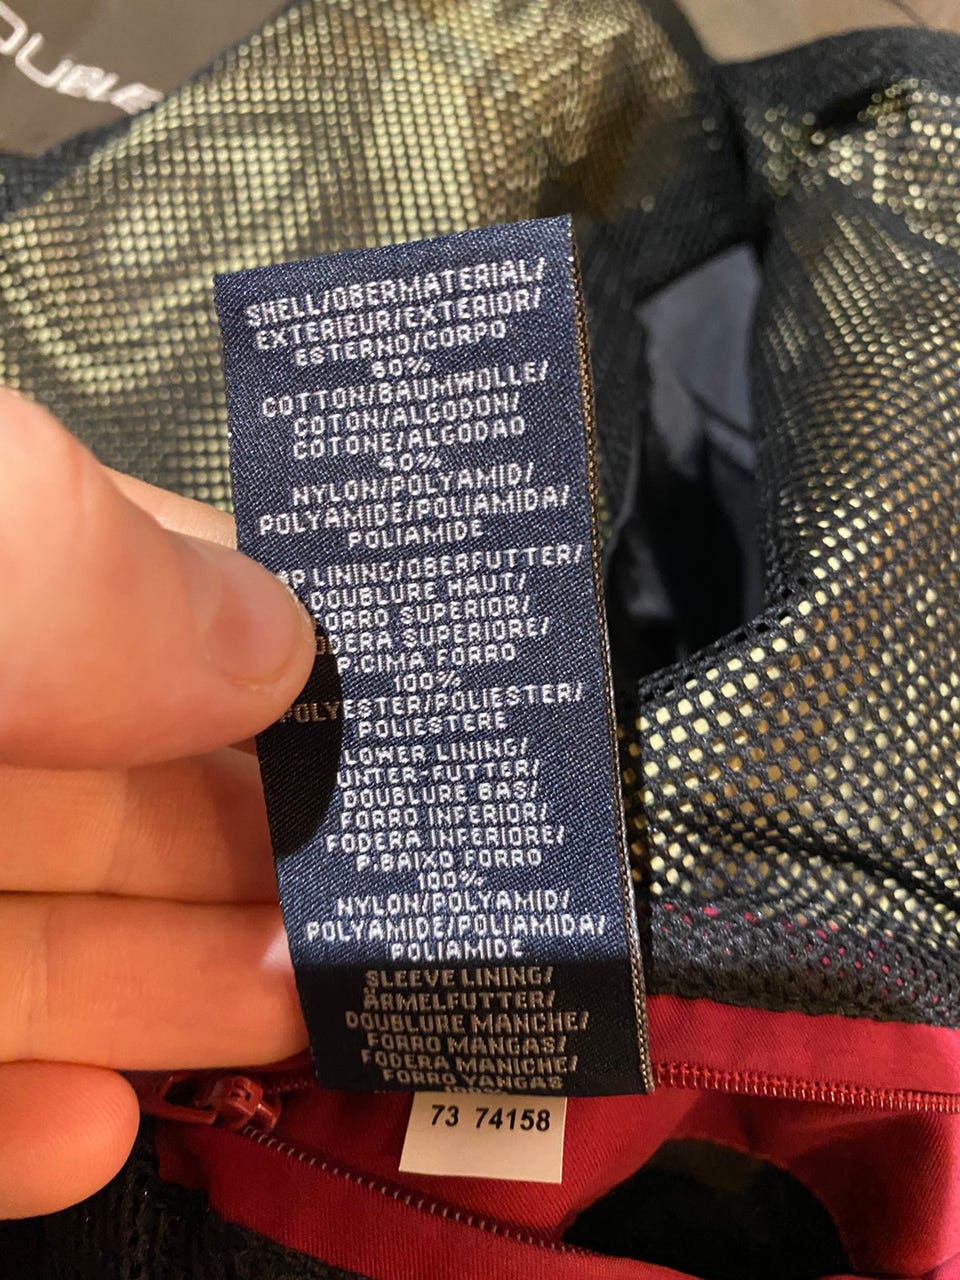 SHELL/OBERMATERIAL/
EXTERIEUR/EXTERIOR/
ESTERNO/CORPO
60%
COTTON/BAUMWOLLE/
COTON/ALGODON/
COTONE/ALGODAO
40%
NYLON/POLYAMID/
POLYAMIDE/POLIAMIDA/
POLIAMIDE
LINING/OBERFUTTER/
DOUBLURE HAUT/
FORRO SUPERIOR/
SUPERIORE/
P.CIMA FORRO
100%
POLYESTER/POLIESTER/
POLIESTERE
LOWER LINING/
UNTER-FUTTER/
DOUBLURE BAS/
FORRO INFERIOR/
FODERA INFERIORE/
P.BAIXO FORRO
100%
NYLON/POLYAMID/
POLYAMIDE/POLIAMIDA/
POLIAMIDE
SLEEVE LINING/
ÄRMELFUTTER/
DOUBLURE MANCHE/
FORRO MANGAS/
FODERA MANICHE/
FORRO VANGAS
73 74158